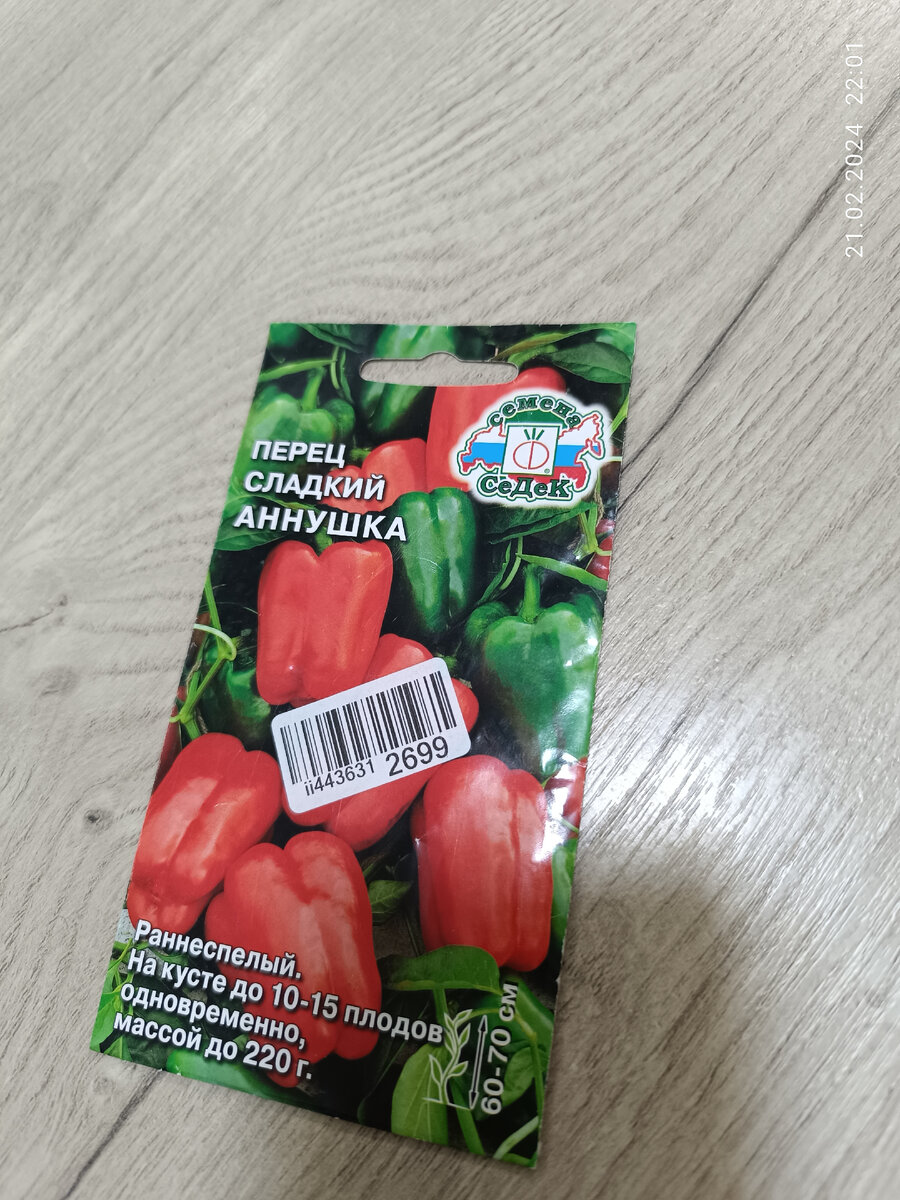 21.02.2024 22:01
семена
СеДеК
ПЕРЕЦ
СЛАДКИЙ
АННУШКА
ii443631 2699
Раннеспелый.
На кусте до 10-15 плодов
одновременно,
массой до 220 г.
60-70 см